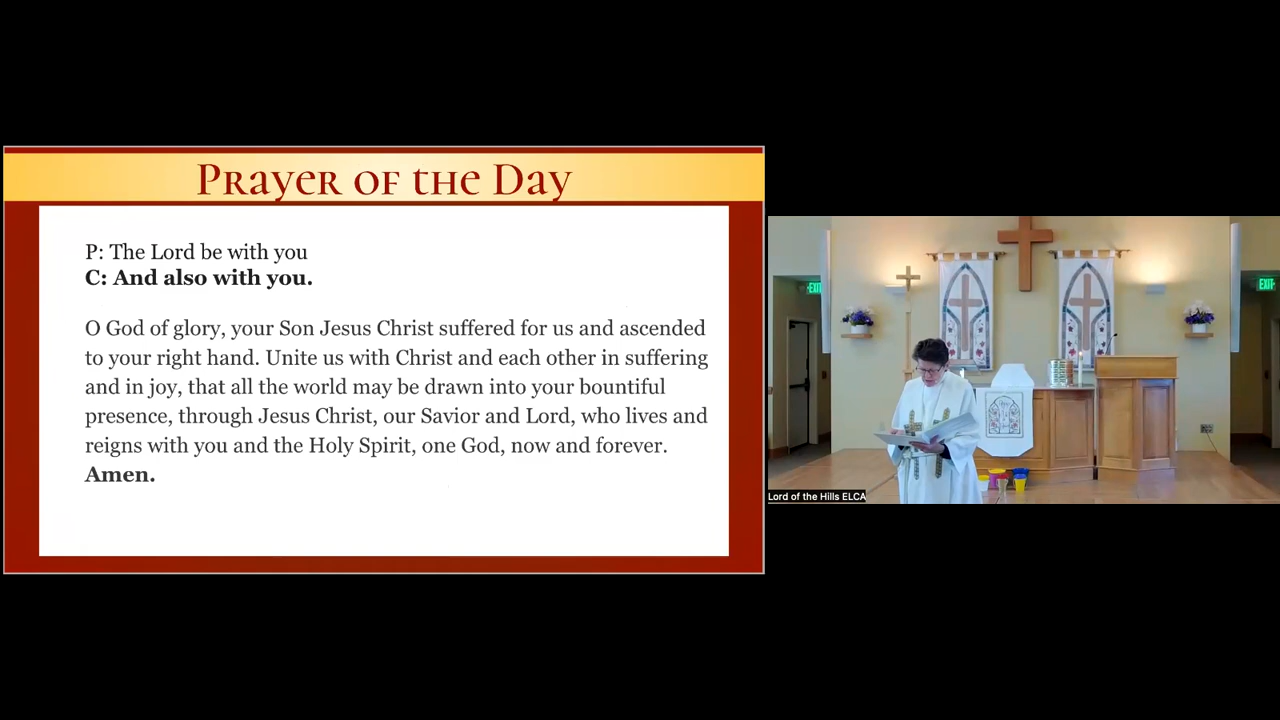 Prayer of the Day
P: The Lord be with you
C: And also with you.
O God of glory, your Son Jesus Christ suffered for us and ascended
to your right hand. Unite us with Christ and each other in suffering
and in joy, that all the world may be drawn into your bountiful
presence, through Jesus Christ, our Savior and Lord, who lives and
reigns with you and the Holy Spirit, one God, now and forever.
Amen.
EXIT
EXIT
Lord of the Hills ELCA